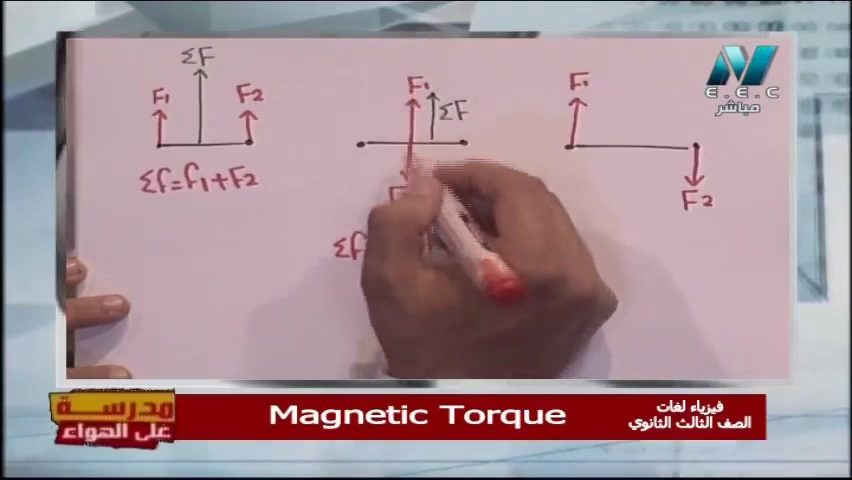 ΣF
F1
F2
Σf=f1+F2
F1
ΣF
Σf
F1
F2
E.E.C
مباشر
مدرسة
على الهواء
Magnetic Torque
فيزياء لغات
الصف الثالث الثانوي